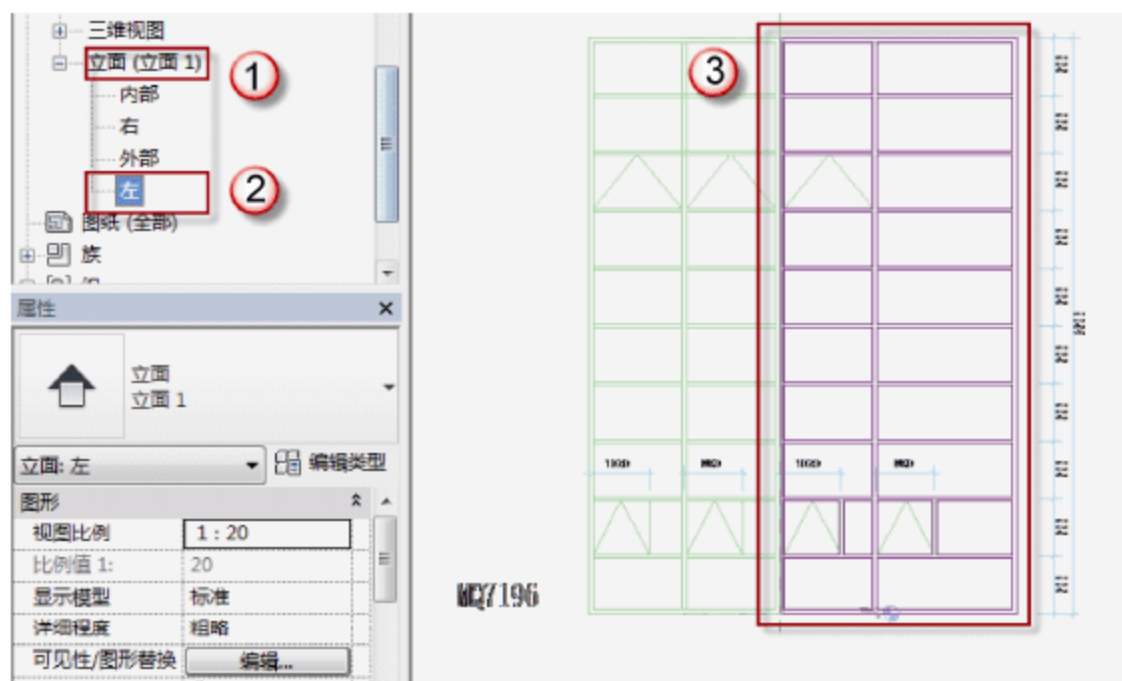 三维视图
立面 (立面 1)
1
内部
右
外部
左
2
图纸 (全部)
族
属性
立面
立面 1
立面: 左
编辑类型
图形
视图比例
1 : 20
比例值 1:
20
显示模型
标准
详细程度
粗略
可见性/图形替换
编辑...
3
MQ7196